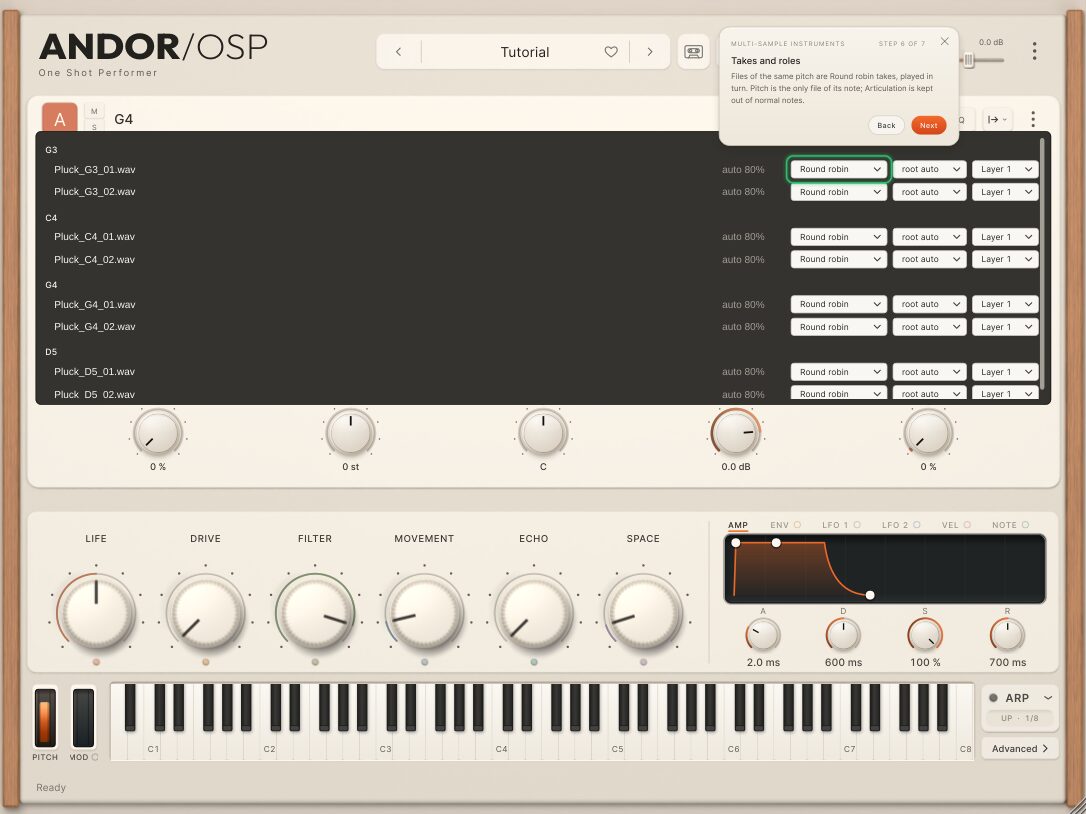 ANDOR/OSP
One Shot Performer
Tutorial
MULTI-SAMPLE INSTRUMENTS STEP 6 OF 7
Takes and roles
Files of the same pitch are Round robin takes, played in
turn. Pitch is the only file of its note; Articulation is kept
out of normal notes.
Back Next
0.0 dB
A M S G4
G3
Pluck_G3_01.wav auto 80% Round robin root auto Layer 1
Pluck_G3_02.wav auto 80% Round robin root auto Layer 1
C4
Pluck_C4_01.wav auto 80% Round robin root auto Layer 1
Pluck_C4_02.wav auto 80% Round robin root auto Layer 1
G4
Pluck_G4_01.wav auto 80% Round robin root auto Layer 1
Pluck_G4_02.wav auto 80% Round robin root auto Layer 1
D5
Pluck_D5_01.wav auto 80% Round robin root auto Layer 1
Pluck_D5_02.wav auto 80% Round robin root auto Layer 1
0 % 0 st C 0.0 dB 0 %
LIFE DRIVE FILTER MOVEMENT ECHO SPACE
AMP ENV LFO 1 LFO 2 VEL NOTE
A D S R
2.0 ms 600 ms 100 % 700 ms
PITCH MOD
C1 C2 C3 C4 C5 C6 C7 C8
ARP
UP · 1/8
Advanced
Ready